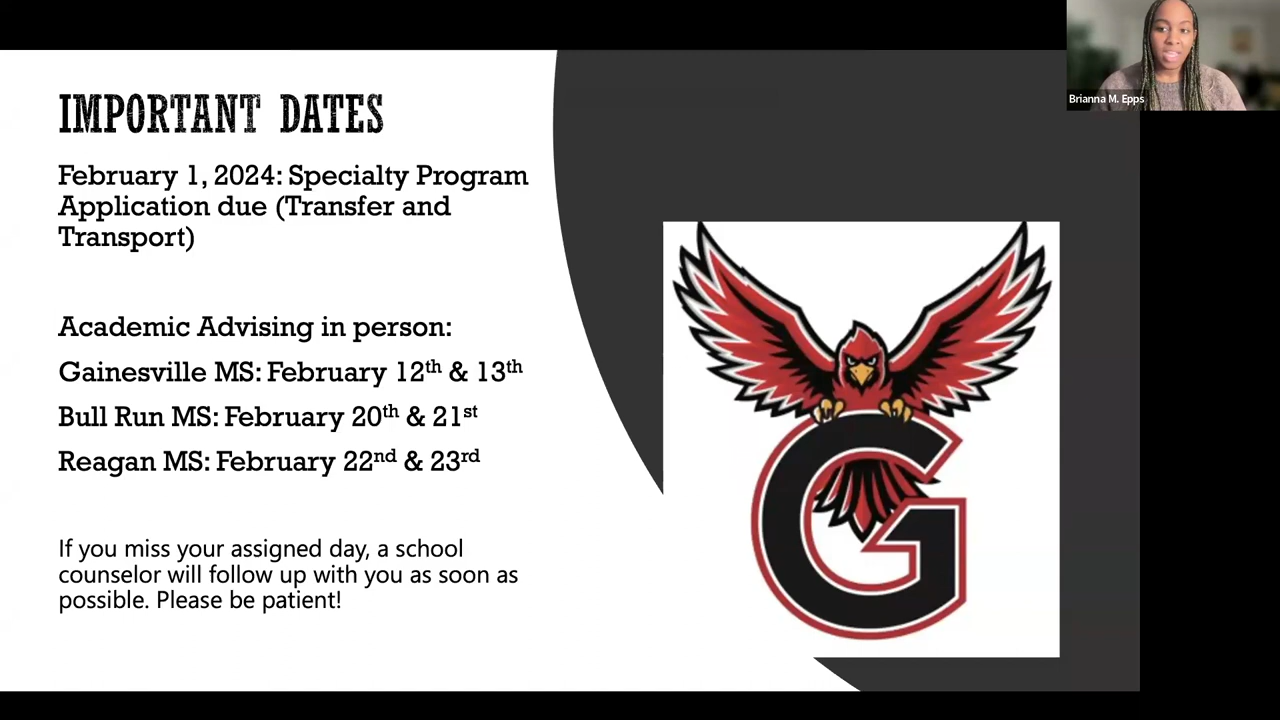 Brianna M. Epps
IMPORTANT DATES
February 1, 2024: Specialty Program
Application due (Transfer and
Transport)
Academic Advising in person:
Gainesville MS: February 12th & 13th
Bull Run MS: February 20th & 21st
Reagan MS: February 22nd & 23rd
If you miss your assigned day, a school
counselor will follow up with you as soon as
possible. Please be patient!
G